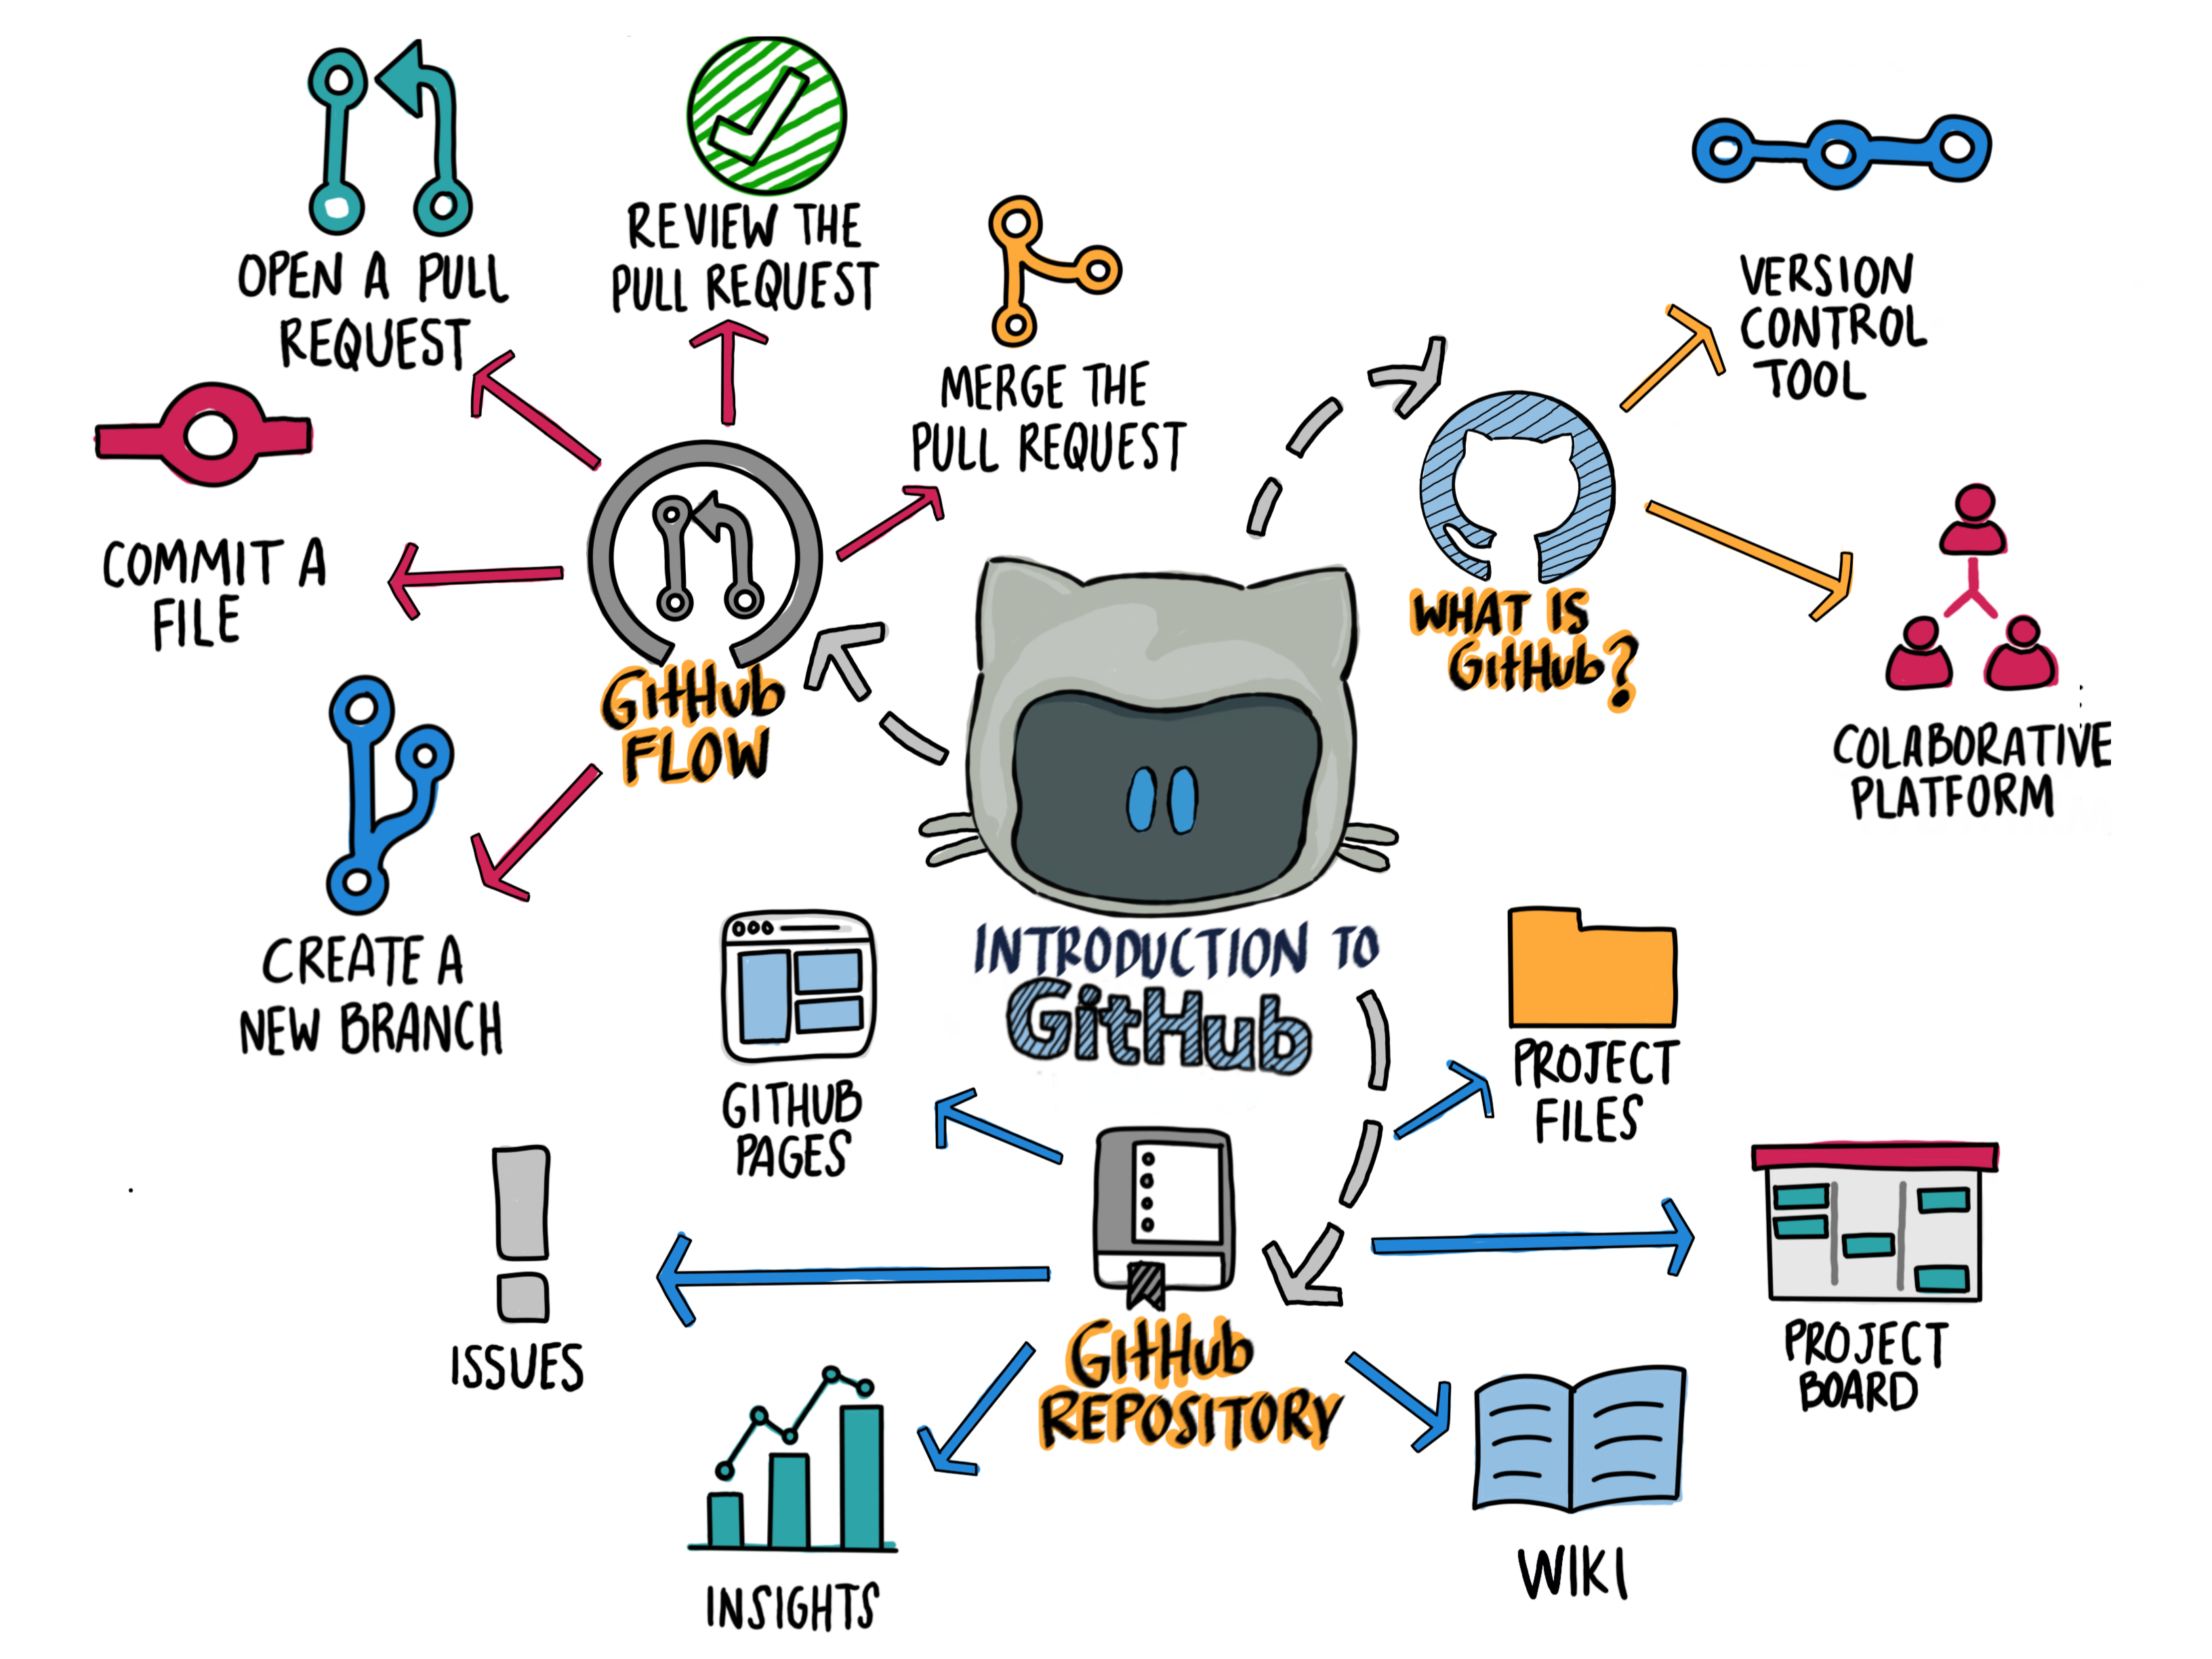 OPEN A PULL
REQUEST
REVIEW THE
PULL REQUEST
MERGE THE
PULL REQUEST
VERSION
CONTROL
TOOL
COMMIT A
FILE
GitHub
FLOW
WHAT IS
GitHub?
COLABORATIVE
PLATFORM
CREATE A
NEW BRANCH
INTRODUCTION TO
GitHub
GITHUB
PAGES
PROJECT
FILES
ISSUES
GitHub
REPOSITORY
PROJECT
BOARD
INSIGHTS
WIKI